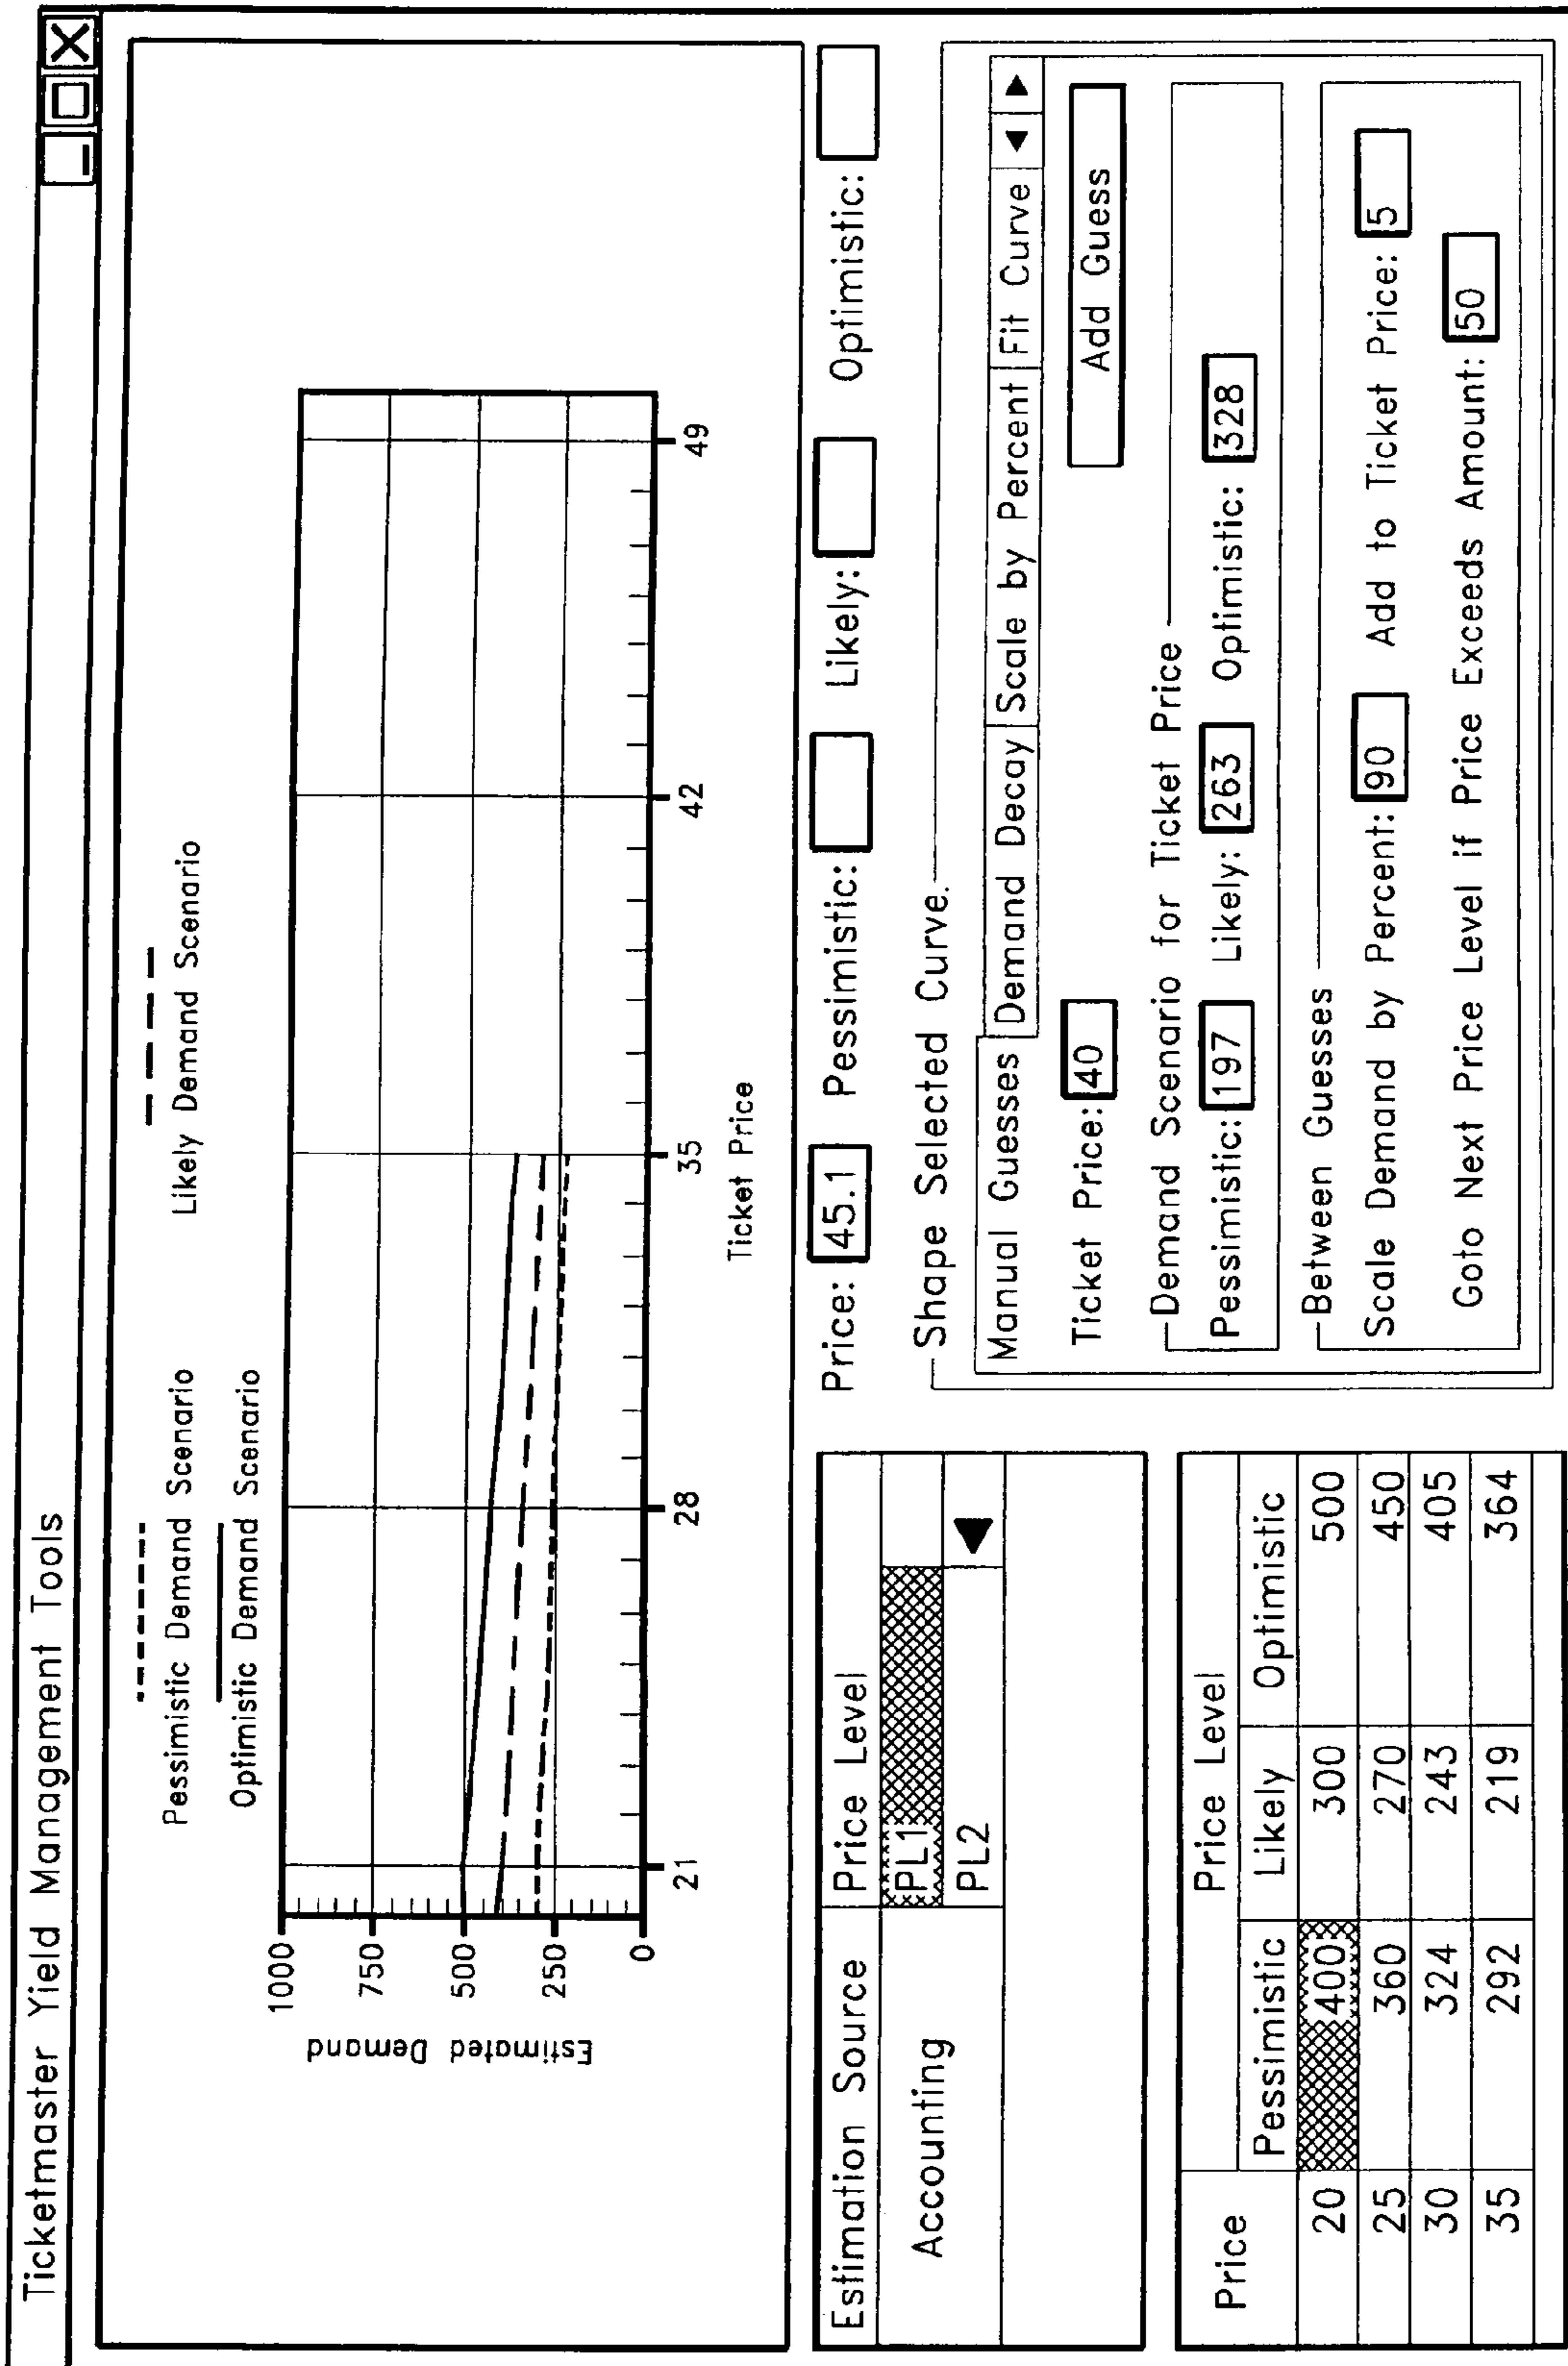 Ticketmaster Yield Management Tools
Pessimistic Demand Scenario
Likely Demand Scenario
Optimistic Demand Scenario
Estimated Demand
1000
750
500
250
0
21
28
35
42
49
Ticket Price
Estimation Source
Price Level
Accounting
PL1
PL2
Price
Price Level
Pessimistic
Likely
Optimistic
20 400 300 500
25 360 270 450
30 324 243 405
35 292 219 364
Price: 45.1 Pessimistic: Likely: Optimistic:
Shape Selected Curve.
Manual Guesses Demand Decay Scale by Percent Fit Curve
Ticket Price: 40 Add Guess
Demand Scenario for Ticket Price
Pessimistic: 197 Likely: 263 Optimistic: 328
Between Guesses
Scale Demand by Percent: 90 Add to Ticket Price: 5
Goto Next Price Level if Price Exceeds Amount: 50